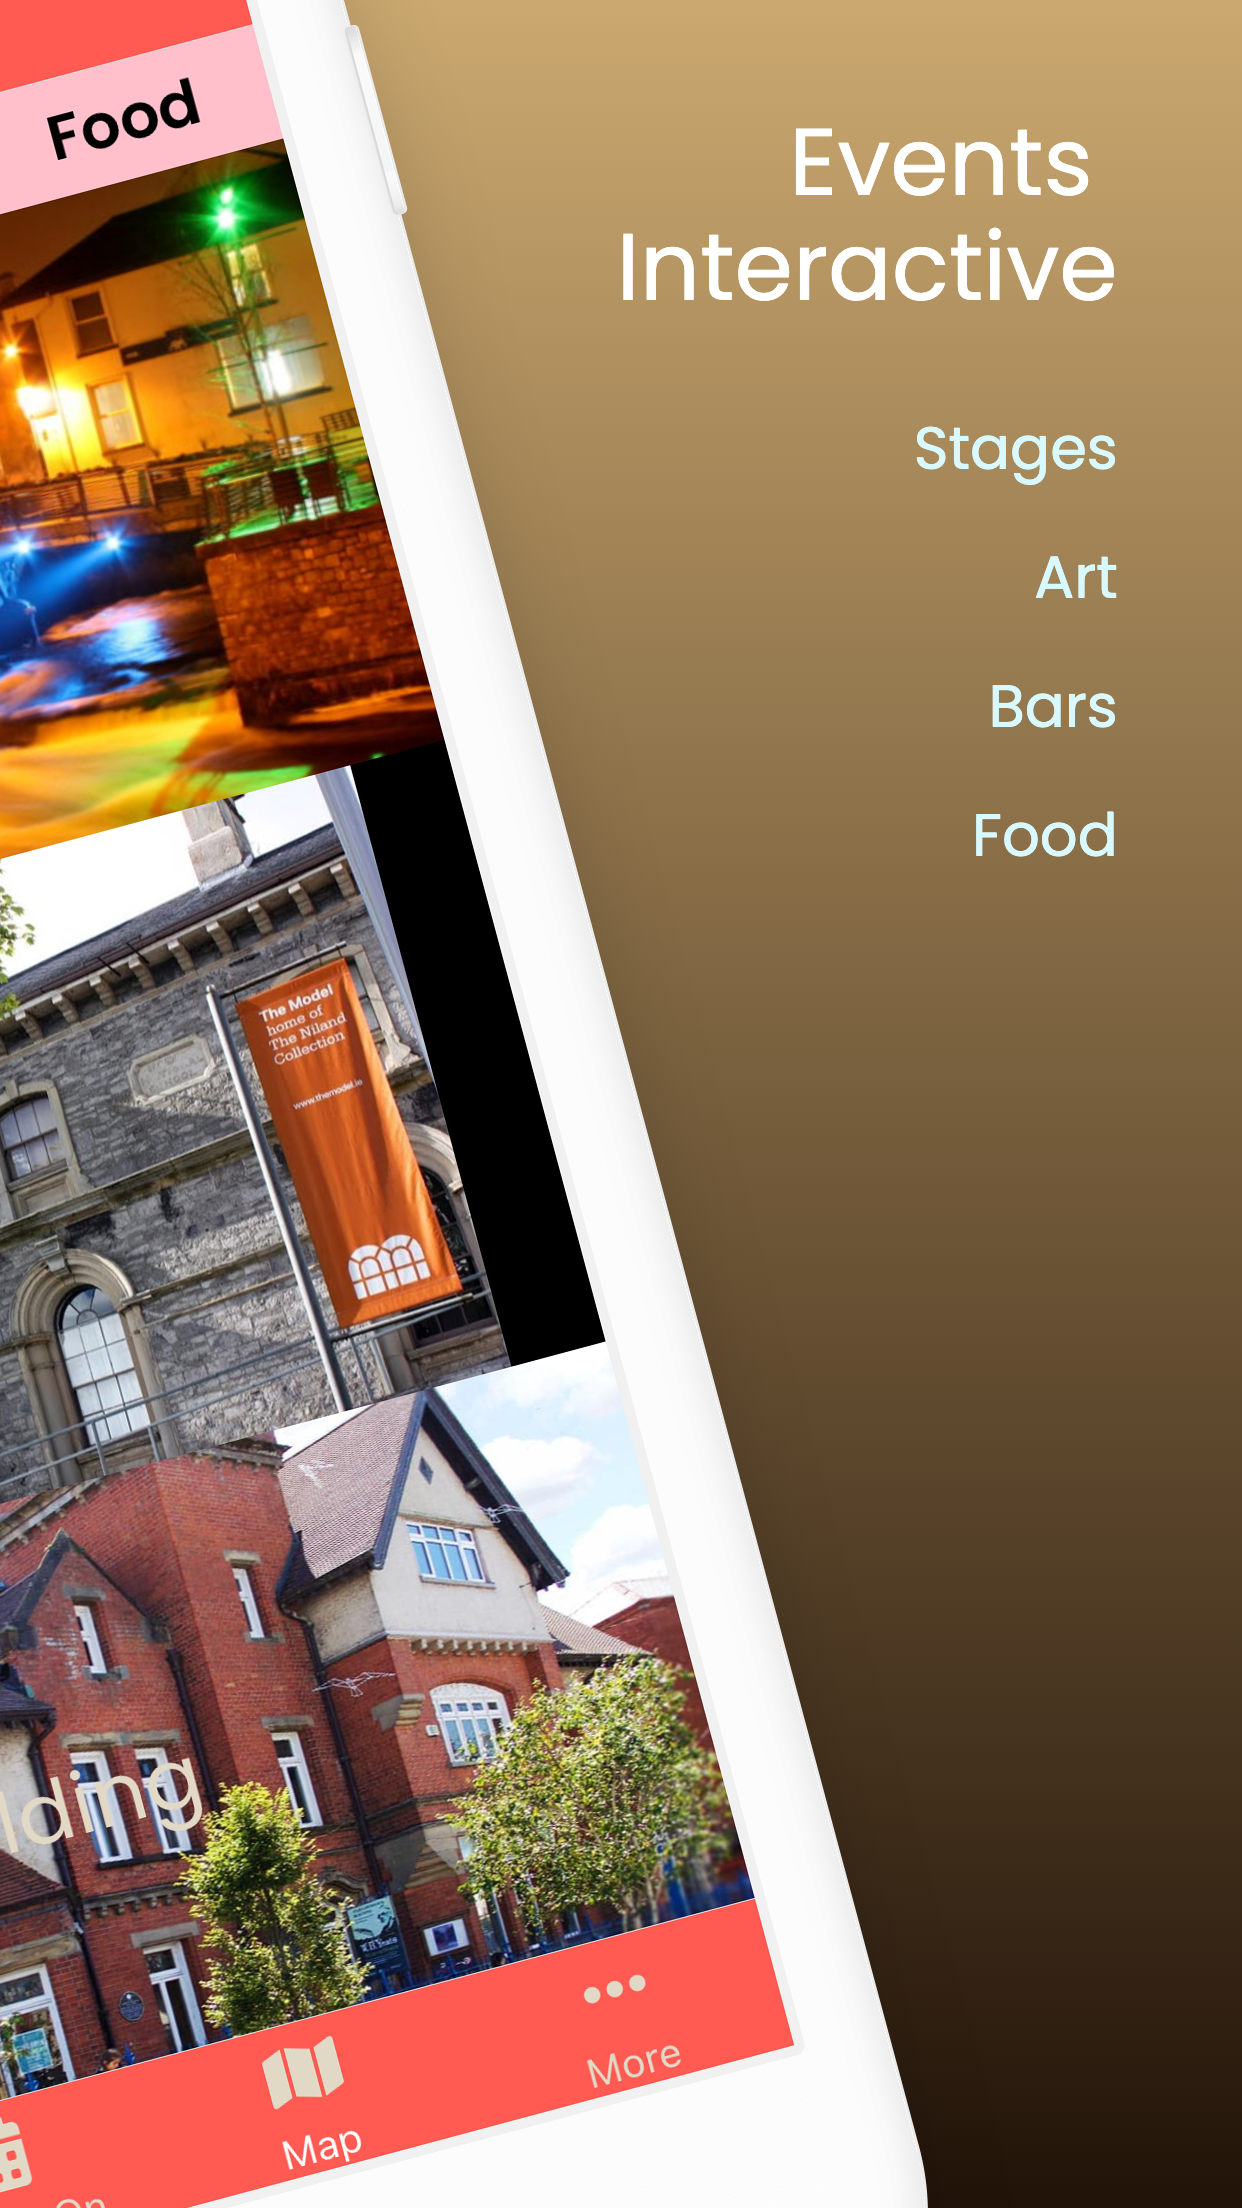 Food
Events
Interactive
Stages
Art
Bars
Food
The Model
home of
The Niland
Collection
www.themodel.ie
lding
On
Map
More